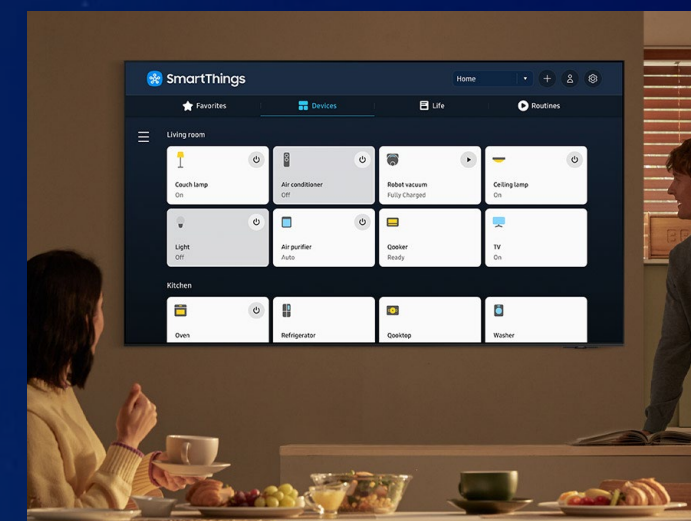 SmartThings
Home
Favorites
Devices
Life
Routines
Living room
Couch lamp
On
Air conditioner
Off
Robot vacuum
Fully Charged
Ceiling lamp
On
Light
Off
Air purifier
Auto
Qooker
Ready
TV
On
Kitchen
Oven
Refrigerator
Qooktop
Washer